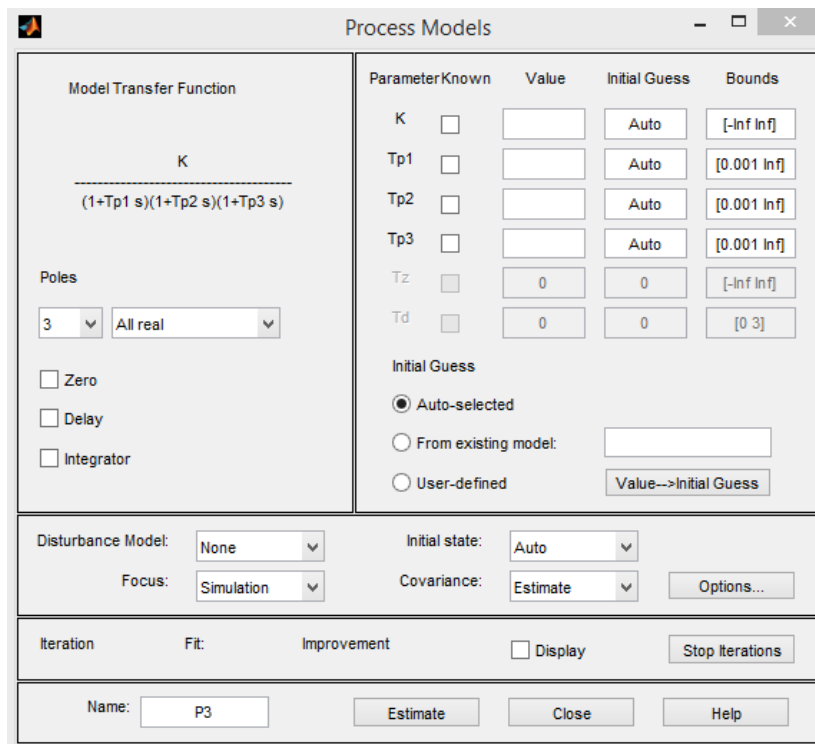 Process Models
Model Transfer Function
K
------------------------------------------
(1+Tp1 s)(1+Tp2 s)(1+Tp3 s)
Poles
3 All real
Zero
Delay
Integrator
Parameter Known Value Initial Guess Bounds
K Auto [-Inf Inf]
Tp1 Auto [0.001 Inf]
Tp2 Auto [0.001 Inf]
Tp3 Auto [0.001 Inf]
Tz 0 0 [-Inf Inf]
Td 0 0 [0 3]
Initial Guess
Auto-selected
From existing model:
User-defined Value-->Initial Guess
Disturbance Model: None Initial state: Auto
Focus: Simulation Covariance: Estimate Options...
Iteration Fit: Improvement Display Stop Iterations
Name: P3 Estimate Close Help